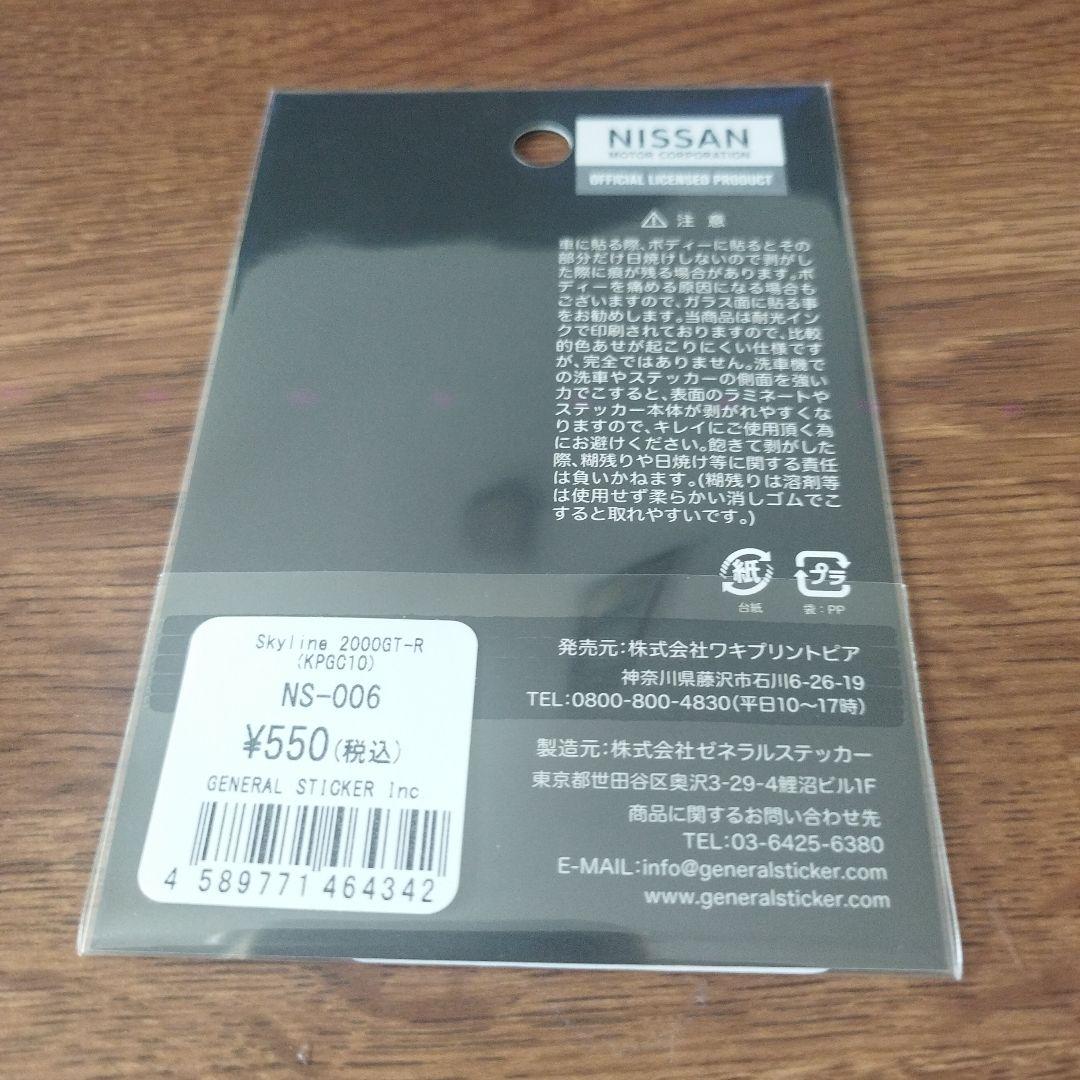 NISSAN
MOTOR CORPORATION
OFFICIAL LICENSED PRODUCT
注意
車に貼る際、ボディーに貼るとその
部分だけ日焼けしないので剥がし
た際に痕が残る場合があります。ボ
ディーを痛める原因になる場合も
ございますので、ガラス面に貼る事
をお勧めします。当商品は耐光イン
クで印刷されておりますので、比較
的色あせが起こりにくい仕様です
が、完全ではありません。洗車機で
の洗車やステッカーの側面を強い
力でこすると、表面のラミネートや
ステッカー本体が剥がれやすくな
りますので、キレイにご使用頂く為
にお避けください。飽きて剥がした
際、糊残りや日焼け等に関する責任
は負いかねます。(糊残りは溶剤等
は使用せず柔らかい消しゴムでこ
すると取れやすいです。)
紙
プラ
台紙
袋:PP
発売元:株式会社ワキプリントピア
神奈川県藤沢市石川6-26-19
TEL:0800-800-4830(平日10~17時)
製造元:株式会社ゼネラルステッカー
東京都世田谷区奥沢3-29-4鯉沼ビル1F
商品に関するお問い合わせ先
TEL:03-6425-6380
E-MAIL:info@generalsticker.com
www.generalsticker.com
Skyline 2000GT-R
(KPGC10)
NS-006
¥550(税込)
GENERAL STICKER Inc
4 589771 464342